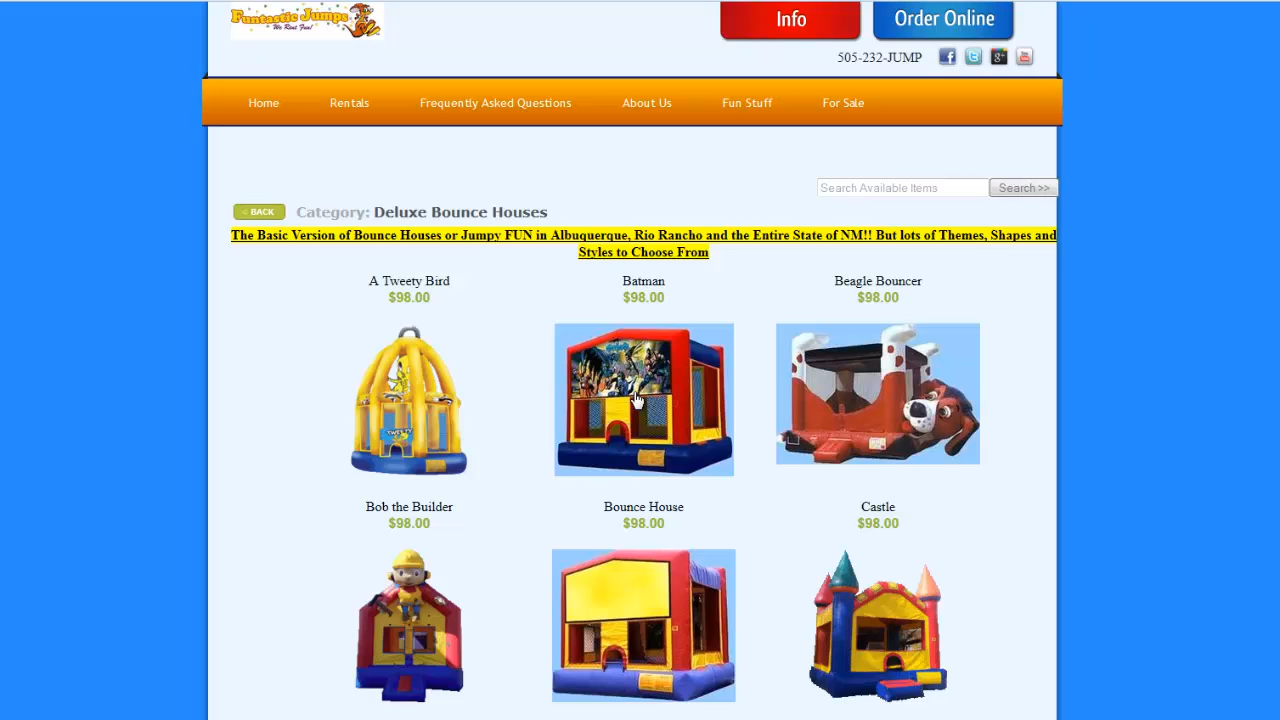 Funtastic Jumps
We Rent Fun!
Info
Order Online
505-232-JUMP
Home
Rentals
Frequently Asked Questions
About Us
Fun Stuff
For Sale
Search Available Items
Search >>
BACK
Category: Deluxe Bounce Houses
The Basic Version of Bounce Houses or Jumpy FUN in Albuquerque, Rio Rancho and the Entire State of NM!! But lots of Themes, Shapes and
Styles to Choose From
A Tweety Bird
$98.00
Batman
$98.00
Beagle Bouncer
$98.00
TWEETY
Bob the Builder
$98.00
Bounce House
$98.00
Castle
$98.00